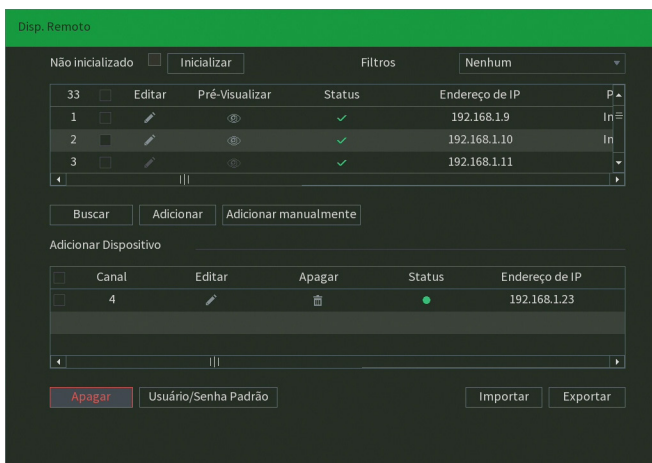 Disp. Remoto
Não inicializado Inicializar Filtros Nenhum
33 Editar Pré-Visualizar Status Endereço de IP P
1 192.168.1.9 In
2 192.168.1.10 In
3 192.168.1.11
Buscar Adicionar Adicionar manualmente
Adicionar Dispositivo
Canal Editar Apagar Status Endereço de IP
4 192.168.1.23
Apagar Usuário/Senha Padrão Importar Exportar